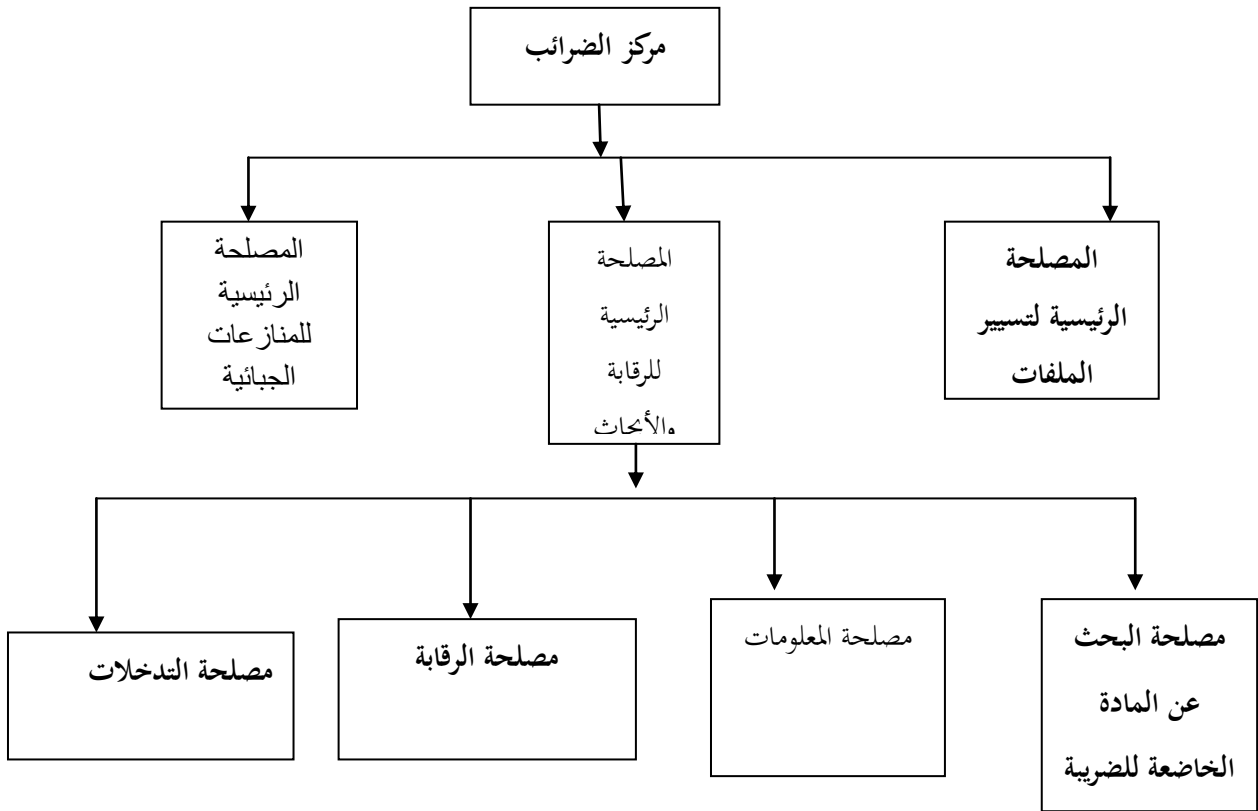 مركز الضرائب
المصلحة
الرئيسية لتسيير
الملفات
المصلحة
الرئيسية
للرقابة
والأبحاث
المصلحة
الرئيسية
للمنازعات
الجبائية
مصلحة البحث
عن المادة
الخاضعة للضريبة
مصلحة المعلومات
مصلحة الرقابة
مصلحة التدخلات